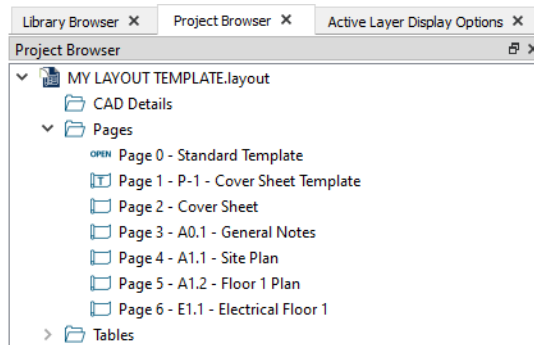 Library Browser Project Browser Active Layer Display Options
Project Browser
MY LAYOUT TEMPLATE.layout
CAD Details
Pages
OPEN Page 0 - Standard Template
T Page 1 - P-1 - Cover Sheet Template
Page 2 - Cover Sheet
Page 3 - A0.1 - General Notes
Page 4 - A1.1 - Site Plan
Page 5 - A1.2 - Floor 1 Plan
Page 6 - E1.1 - Electrical Floor 1
Tables